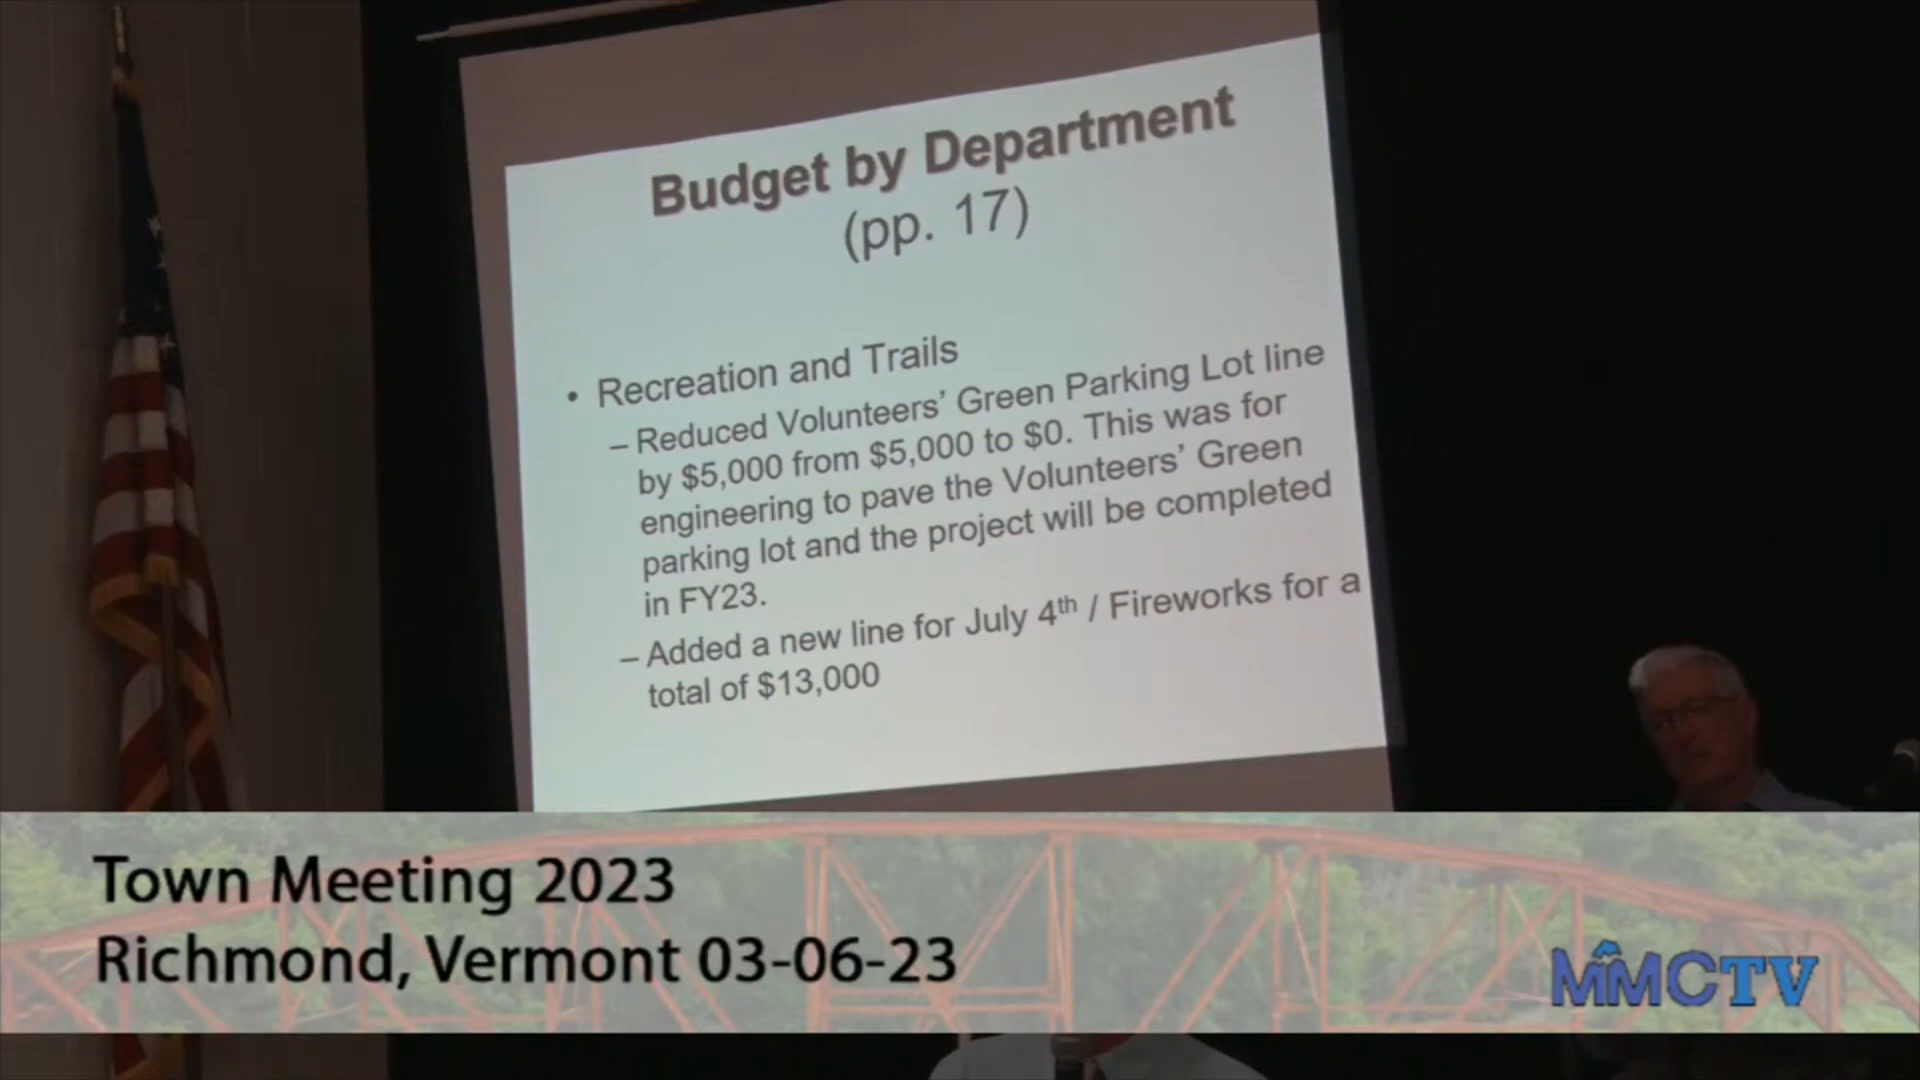 Budget by Department
(pp. 17)
• Recreation and Trails
– Reduced Volunteers’ Green Parking Lot line
by $5,000 from $5,000 to $0. This was for
engineering to pave the Volunteers’ Green
parking lot and the project will be completed
in FY23.
– Added a new line for July 4th / Fireworks for a
total of $13,000
Town Meeting 2023
Richmond, Vermont 03-06-23
MMCTV